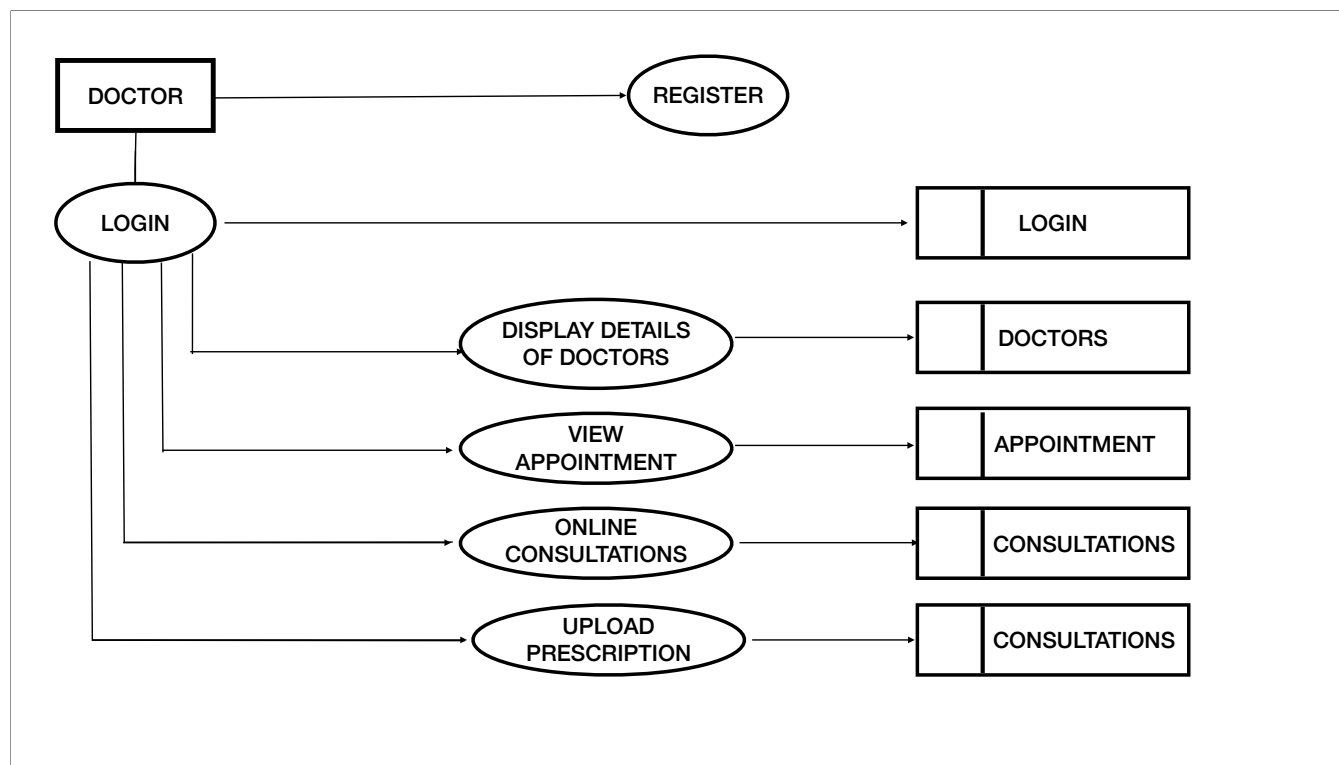 DOCTOR
REGISTER
LOGIN
LOGIN
DISPLAY DETAILS
OF DOCTORS
DOCTORS
VIEW
APPOINTMENT
APPOINTMENT
ONLINE
CONSULTATIONS
CONSULTATIONS
UPLOAD
PRESCRIPTION
CONSULTATIONS